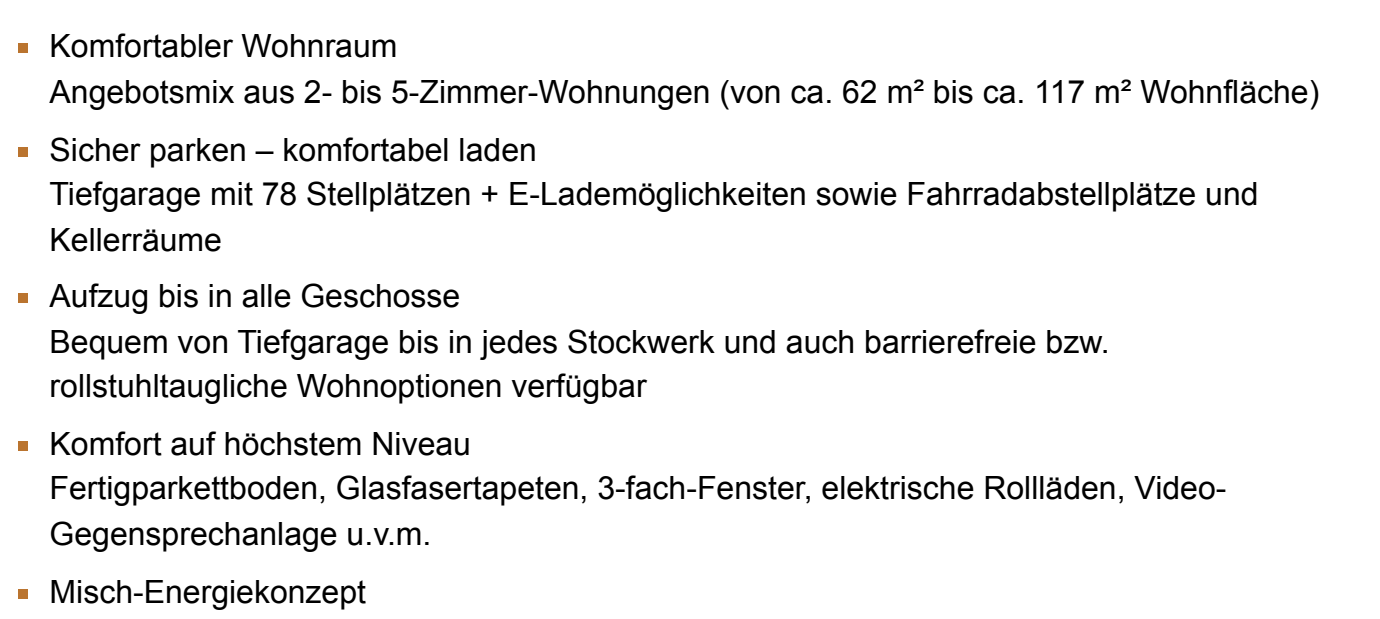 Komfortabler Wohnraum
Angebotsmix aus 2- bis 5-Zimmer-Wohnungen (von ca. 62 m² bis ca. 117 m² Wohnfläche)
Sicher parken – komfortabel laden
Tiefgarage mit 78 Stellplätzen + E-Lademöglichkeiten sowie Fahrradabstellplätze und
Kellerräume
Aufzug bis in alle Geschosse
Bequem von Tiefgarage bis in jedes Stockwerk und auch barrierefreie bzw.
rollstuhltaugliche Wohnoptionen verfügbar
Komfort auf höchstem Niveau
Fertigparkettboden, Glasfasertapeten, 3-fach-Fenster, elektrische Rollläden, Video-
Gegensprechanlage u.v.m.
Misch-Energiekonzept